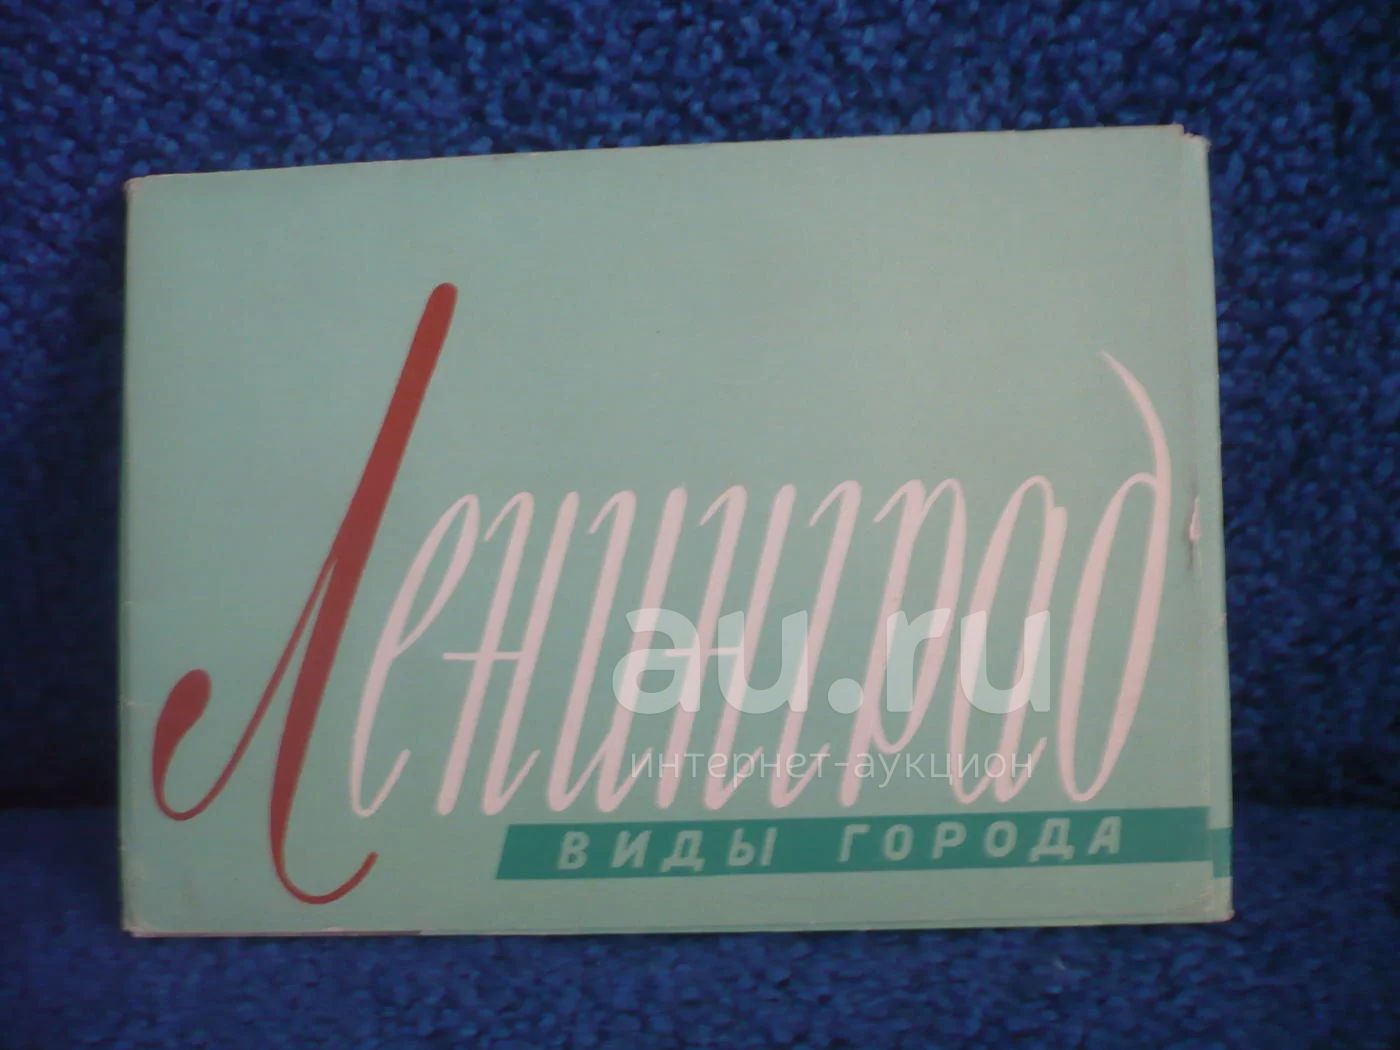 Ленинград
ВИДЫ ГОРОДА
au.ru
интернет-аукцион